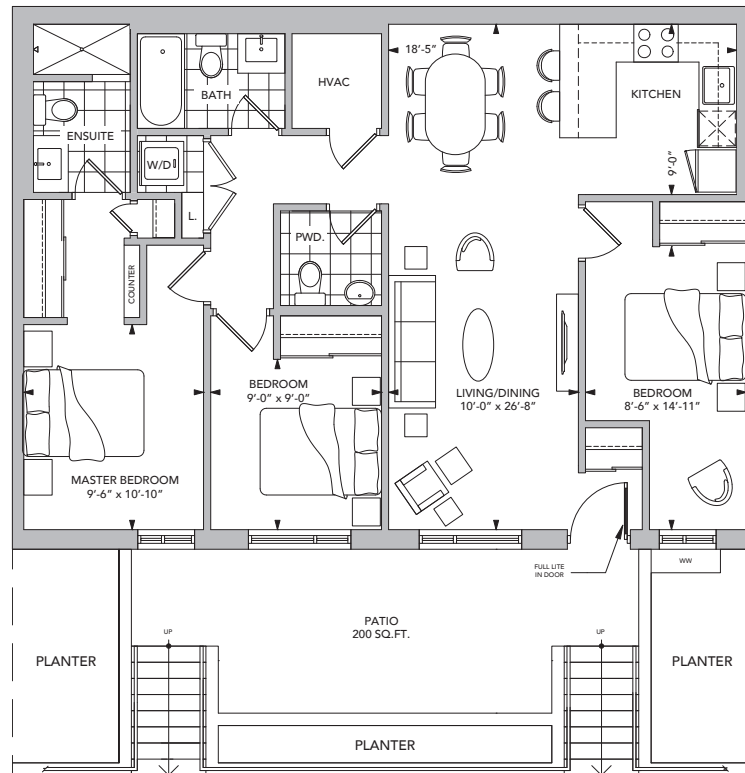 18'-5"
HVAC
BATH
KITCHEN
ENSUITE
W/D
9'-0"
L.
PWD.
COUNTER
BEDROOM
9'-0" x 9'-0"
LIVING/DINING
10'-0" x 26'-8"
BEDROOM
8'-6" x 14'-11"
MASTER BEDROOM
9'-6" x 10'-10"
FULL LITE
IN DOOR
WW
PATIO
200 SQ.FT.
UP
UP
PLANTER
PLANTER
PLANTER